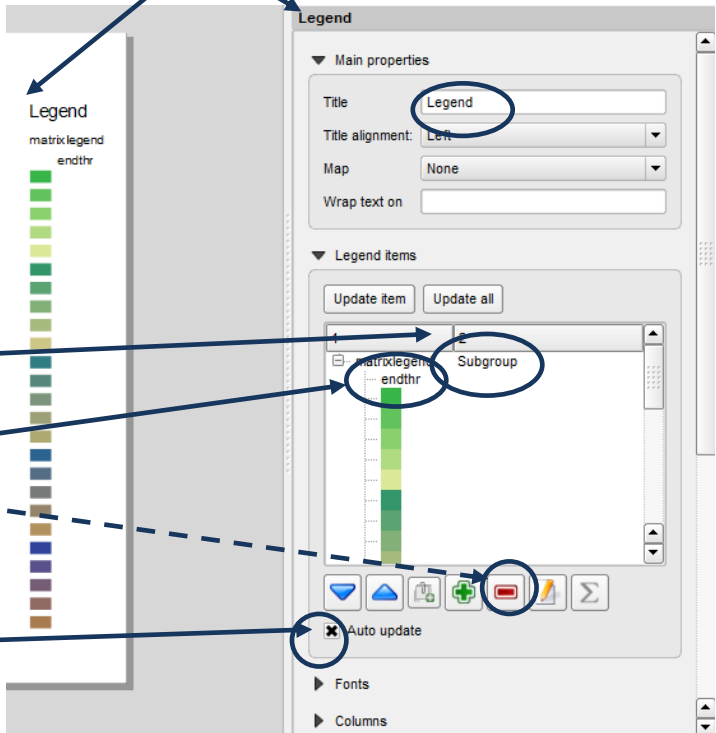 Legend
matrixlegend
endthr
Legend
Main properties
Title Legend
Title alignment: Left
Map None
Wrap text on
Legend items
Update item Update all
1 2
matrixlegend Subgroup
endthr
Σ
Auto update
Fonts
Columns